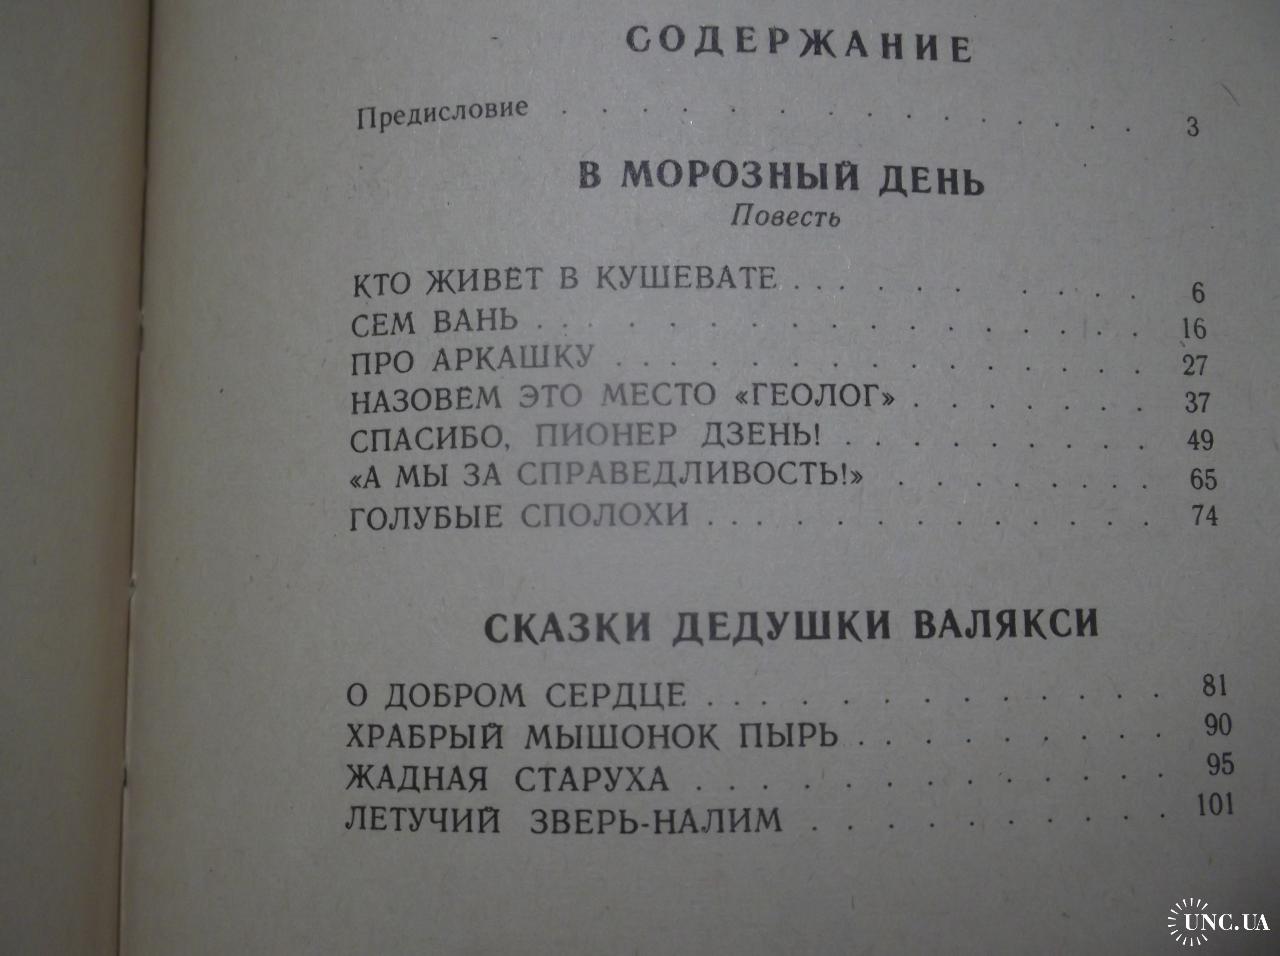 СОДЕРЖАНИЕ
Предисловие . . . . . . . . . . . . . . . 3
В МОРОЗНЫЙ ДЕНЬ
Повесть
КТО ЖИВЕТ В КУШЕВАТЕ . . . . . . . . . . 6
СЕМ ВАНЬ . . . . . . . . . . . . . . . . 16
ПРО АРКАШКУ . . . . . . . . . . . . . . 27
НАЗОВЕМ ЭТО МЕСТО «ГЕОЛОГ» . . . . . . . 37
СПАСИБО, ПИОНЕР ДЗЕНЬ! . . . . . . . . . 49
«А МЫ ЗА СПРАВЕДЛИВОСТЬ!» . . . . . . . . 65
ГОЛУБЫЕ СПОЛОХИ . . . . . . . . . . . . 74
СКАЗКИ ДЕДУШКИ ВАЛЯКСИ
О ДОБРОМ СЕРДЦЕ . . . . . . . . . . . . 81
ХРАБРЫЙ МЫШОНОК ПЫРЬ . . . . . . . . . 90
ЖАДНАЯ СТАРУХА . . . . . . . . . . . . 95
ЛЕТУЧИЙ ЗВЕРЬ-НАЛИМ . . . . . . . . . . 101
UNC.UA